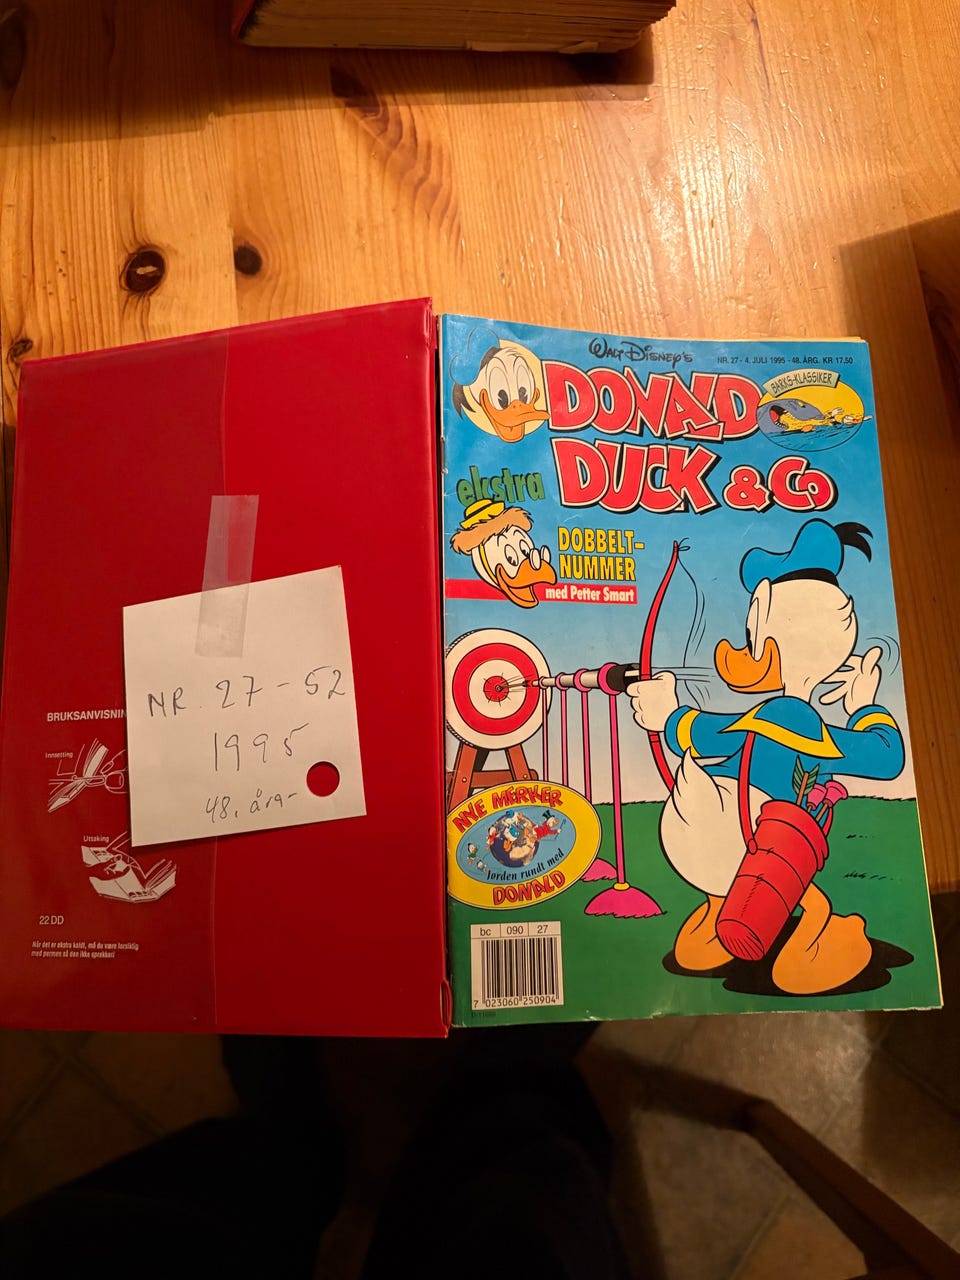 NR. 27 - 52
1995
48. årg.
BRUKSANVISNIN
Innsetting
Uttaking
22 DD
Når det er ekstra kaldt, må du være forsiktig
med permen så den ikke sprekker!
WALT DISNEY'S
NR. 27 - 4. JULI 1995 - 48. ÅRG. KR 17,50
DONALD
DUCK & Co
BARKS-KLASSIKER
ekstra
DOBBELT-
NUMMER
med Petter Smart
NYE MERKER
Jorden rundt med
DONALD
bc 090 27
7 023060 250904